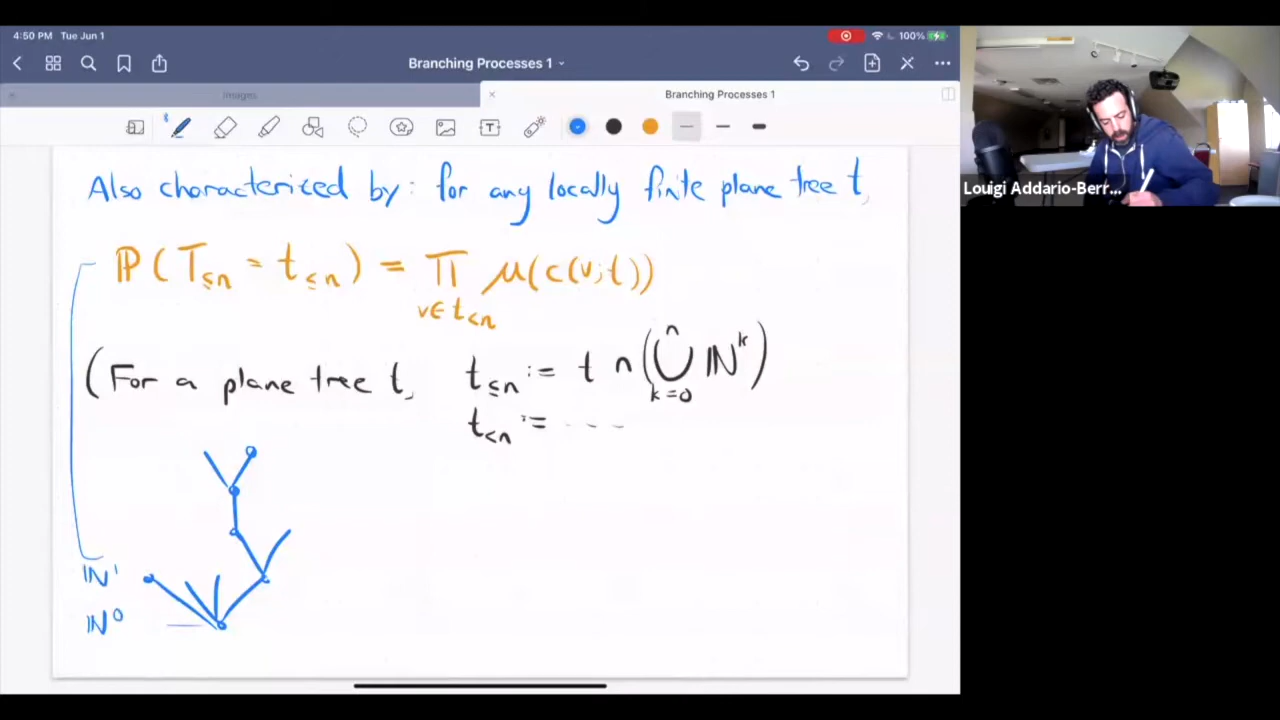 4:50 PM Tue Jun 1
100%
Branching Processes 1
Images
Branching Processes 1
Louigi Addario-Berr...
Also characterized by: for any locally finite plane tree t,
ℙ(T≤n = t≤n) = ∏ μ(c(v;t))
v∈t<n
(For a plane tree t, t≤n := t ∩ (⋃ ℕ^k)
n
k=0
t<n := ...
ℕ¹
ℕ⁰